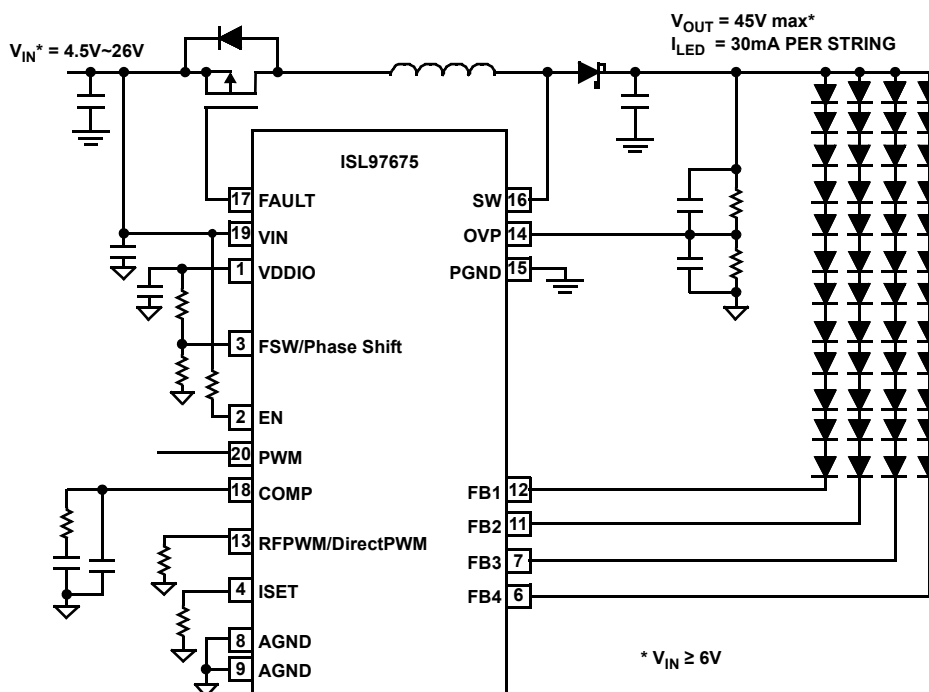 V_IN* = 4.5V~26V
V_OUT = 45V max*
I_LED = 30mA PER STRING
ISL97675
17 FAULT
SW 16
19 VIN
OVP 14
1 VDDIO
PGND 15
3 FSW/Phase Shift
2 EN
20 PWM
18 COMP
FB1 12
FB2 11
13 RFPWM/DirectPWM
FB3 7
4 ISET
FB4 6
8 AGND
9 AGND
* V_IN ≥ 6V